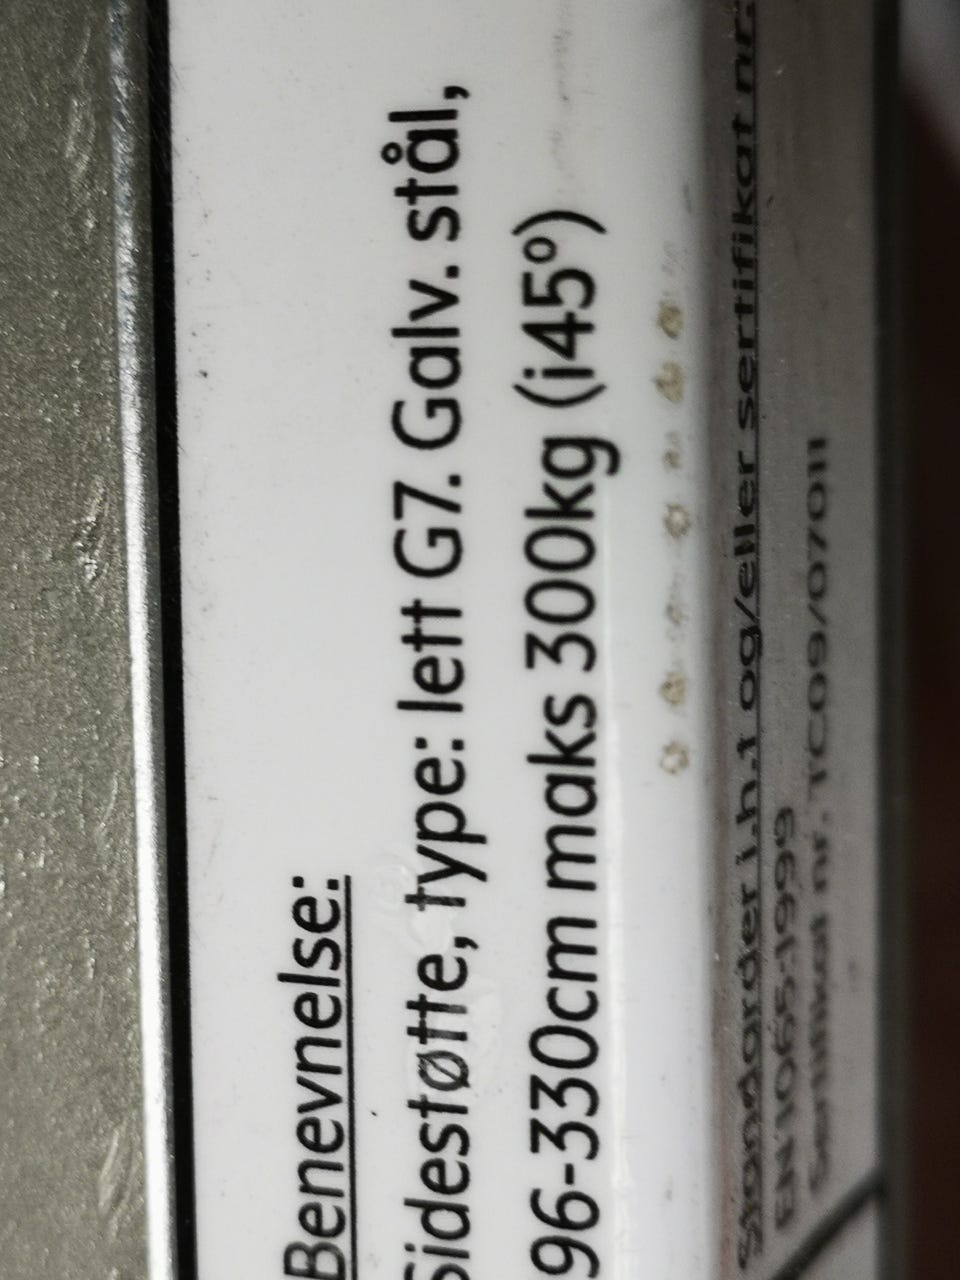 Benevnelse:
Sidestøtte, type: lett G7. Galv. stål,
96-330cm maks 300kg (i45º)
Standarder i.h.t og/eller sertifikat nr:
EN1065:1999
Sertifikat nr. TC09/07011